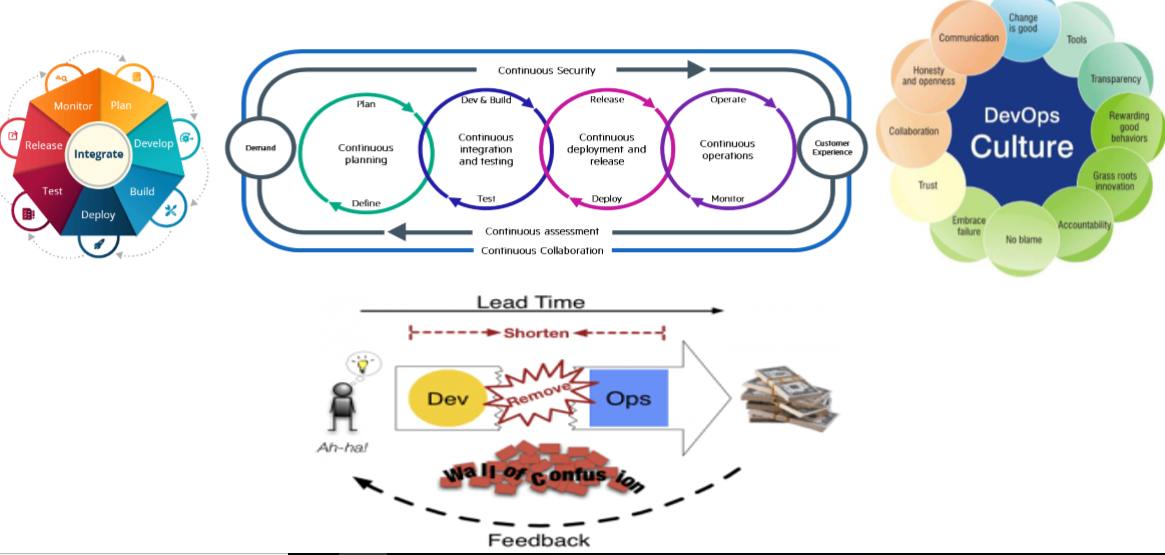 Monitor
Plan
Release
Integrate
Develop
Test
Build
Deploy
Continuous Security
Demand
Plan
Continuous
planning
Define
Dev & Build
Continuous
integration
and testing
Test
Release
Continuous
deployment and
release
Deploy
Operate
Continuous
operations
Monitor
Customer
Experience
Continuous assessment
Continuous Collaboration
Change
is good
Tools
Transparency
Rewarding
good
behaviors
Grass roots
innovation
Accountability
No blame
Embrace
failure
Trust
Collaboration
Honesty
and openness
Communication
DevOps
Culture
Lead Time
Shorten
Dev
Remove
Ops
Ah-ha!
Wall of Confusion
Feedback